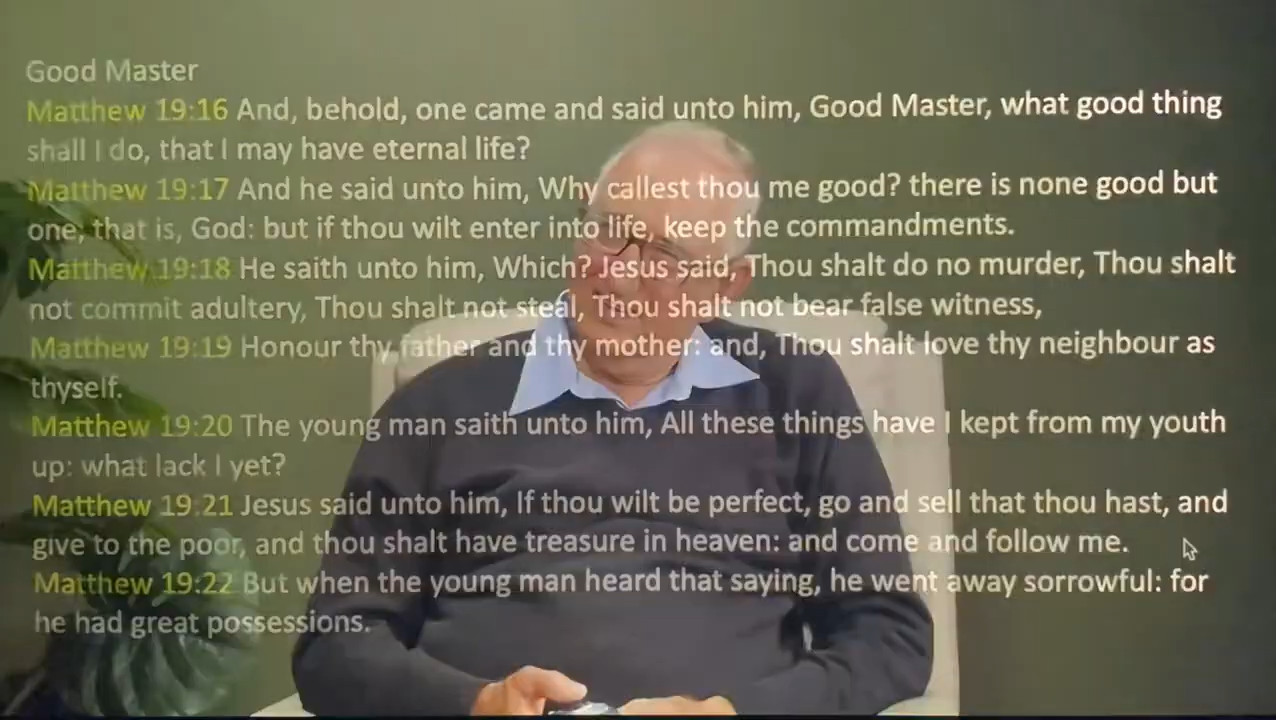 Good Master
Matthew 19:16 And, behold, one came and said unto him, Good Master, what good thing
shall I do, that I may have eternal life?
Matthew 19:17 And he said unto him, Why callest thou me good? there is none good but
one, that is, God: but if thou wilt enter into life, keep the commandments.
Matthew 19:18 He saith unto him, Which? Jesus said, Thou shalt do no murder, Thou shalt
not commit adultery, Thou shalt not steal, Thou shalt not bear false witness,
Matthew 19:19 Honour thy father and thy mother: and, Thou shalt love thy neighbour as
thyself.
Matthew 19:20 The young man saith unto him, All these things have I kept from my youth
up: what lack I yet?
Matthew 19:21 Jesus said unto him, If thou wilt be perfect, go and sell that thou hast, and
give to the poor, and thou shalt have treasure in heaven: and come and follow me.
Matthew 19:22 But when the young man heard that saying, he went away sorrowful: for
he had great possessions.